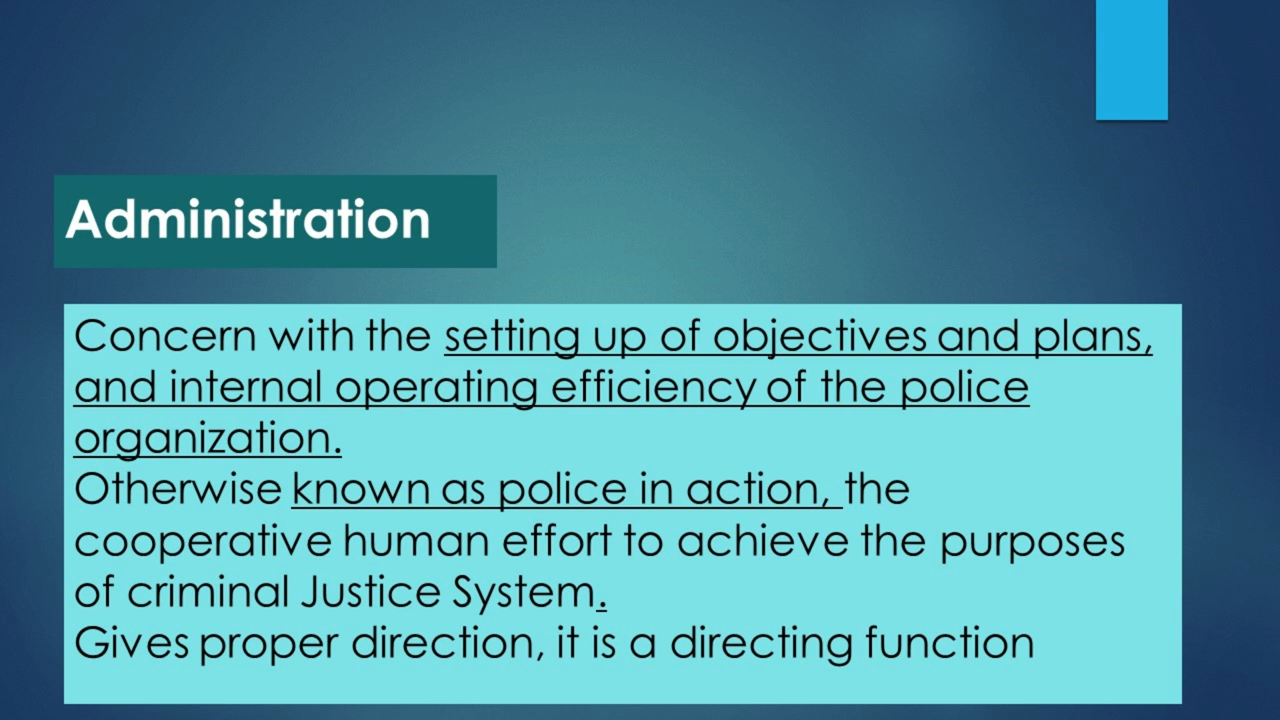 Administration
Concern with the setting up of objectives and plans,
and internal operating efficiency of the police
organization.
Otherwise known as police in action, the
cooperative human effort to achieve the purposes
of criminal Justice System.
Gives proper direction, it is a directing function